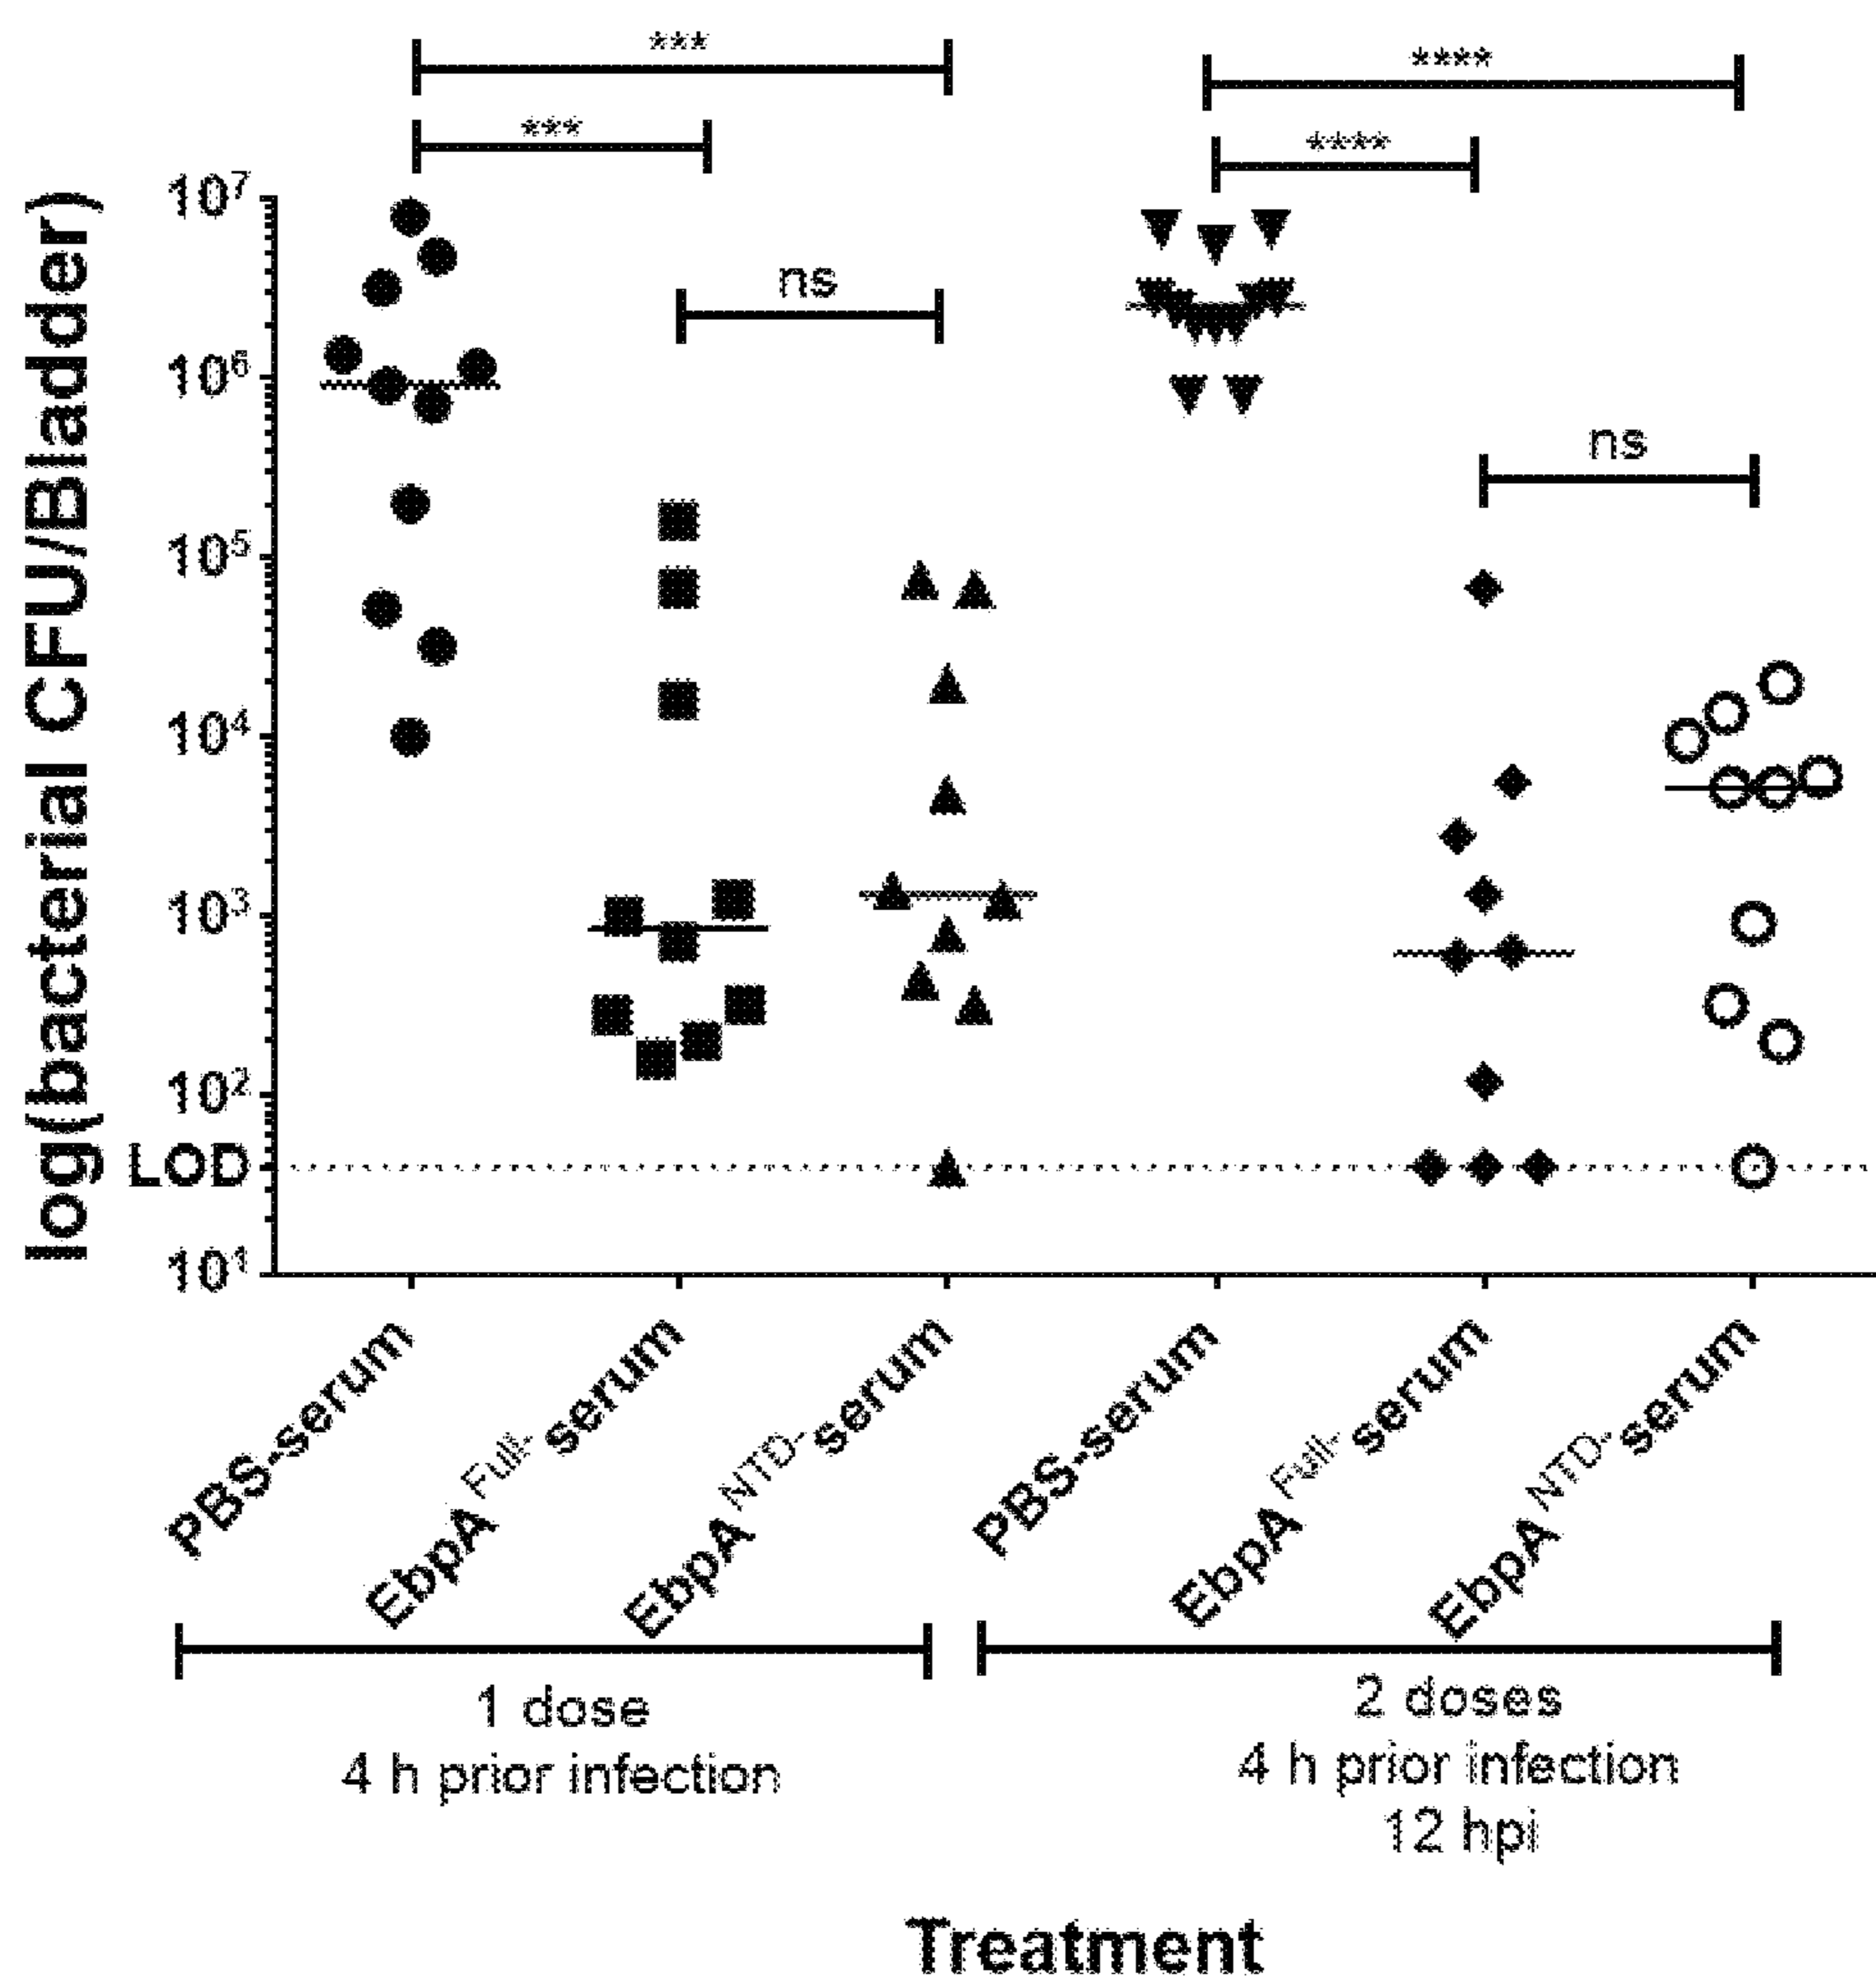 ***
****
***
****
ns
ns
log(bacterial CFU/Bladder)
10⁷
10⁶
10⁵
10⁴
10³
10²
LOD
10¹
PBS-serum
EbpA^Full- serum
EbpA^NTD- serum
PBS-serum
EbpA^Full- serum
EbpA^NTD- serum
1 dose
4 h prior infection
2 doses
4 h prior infection
12 hpi
Treatment